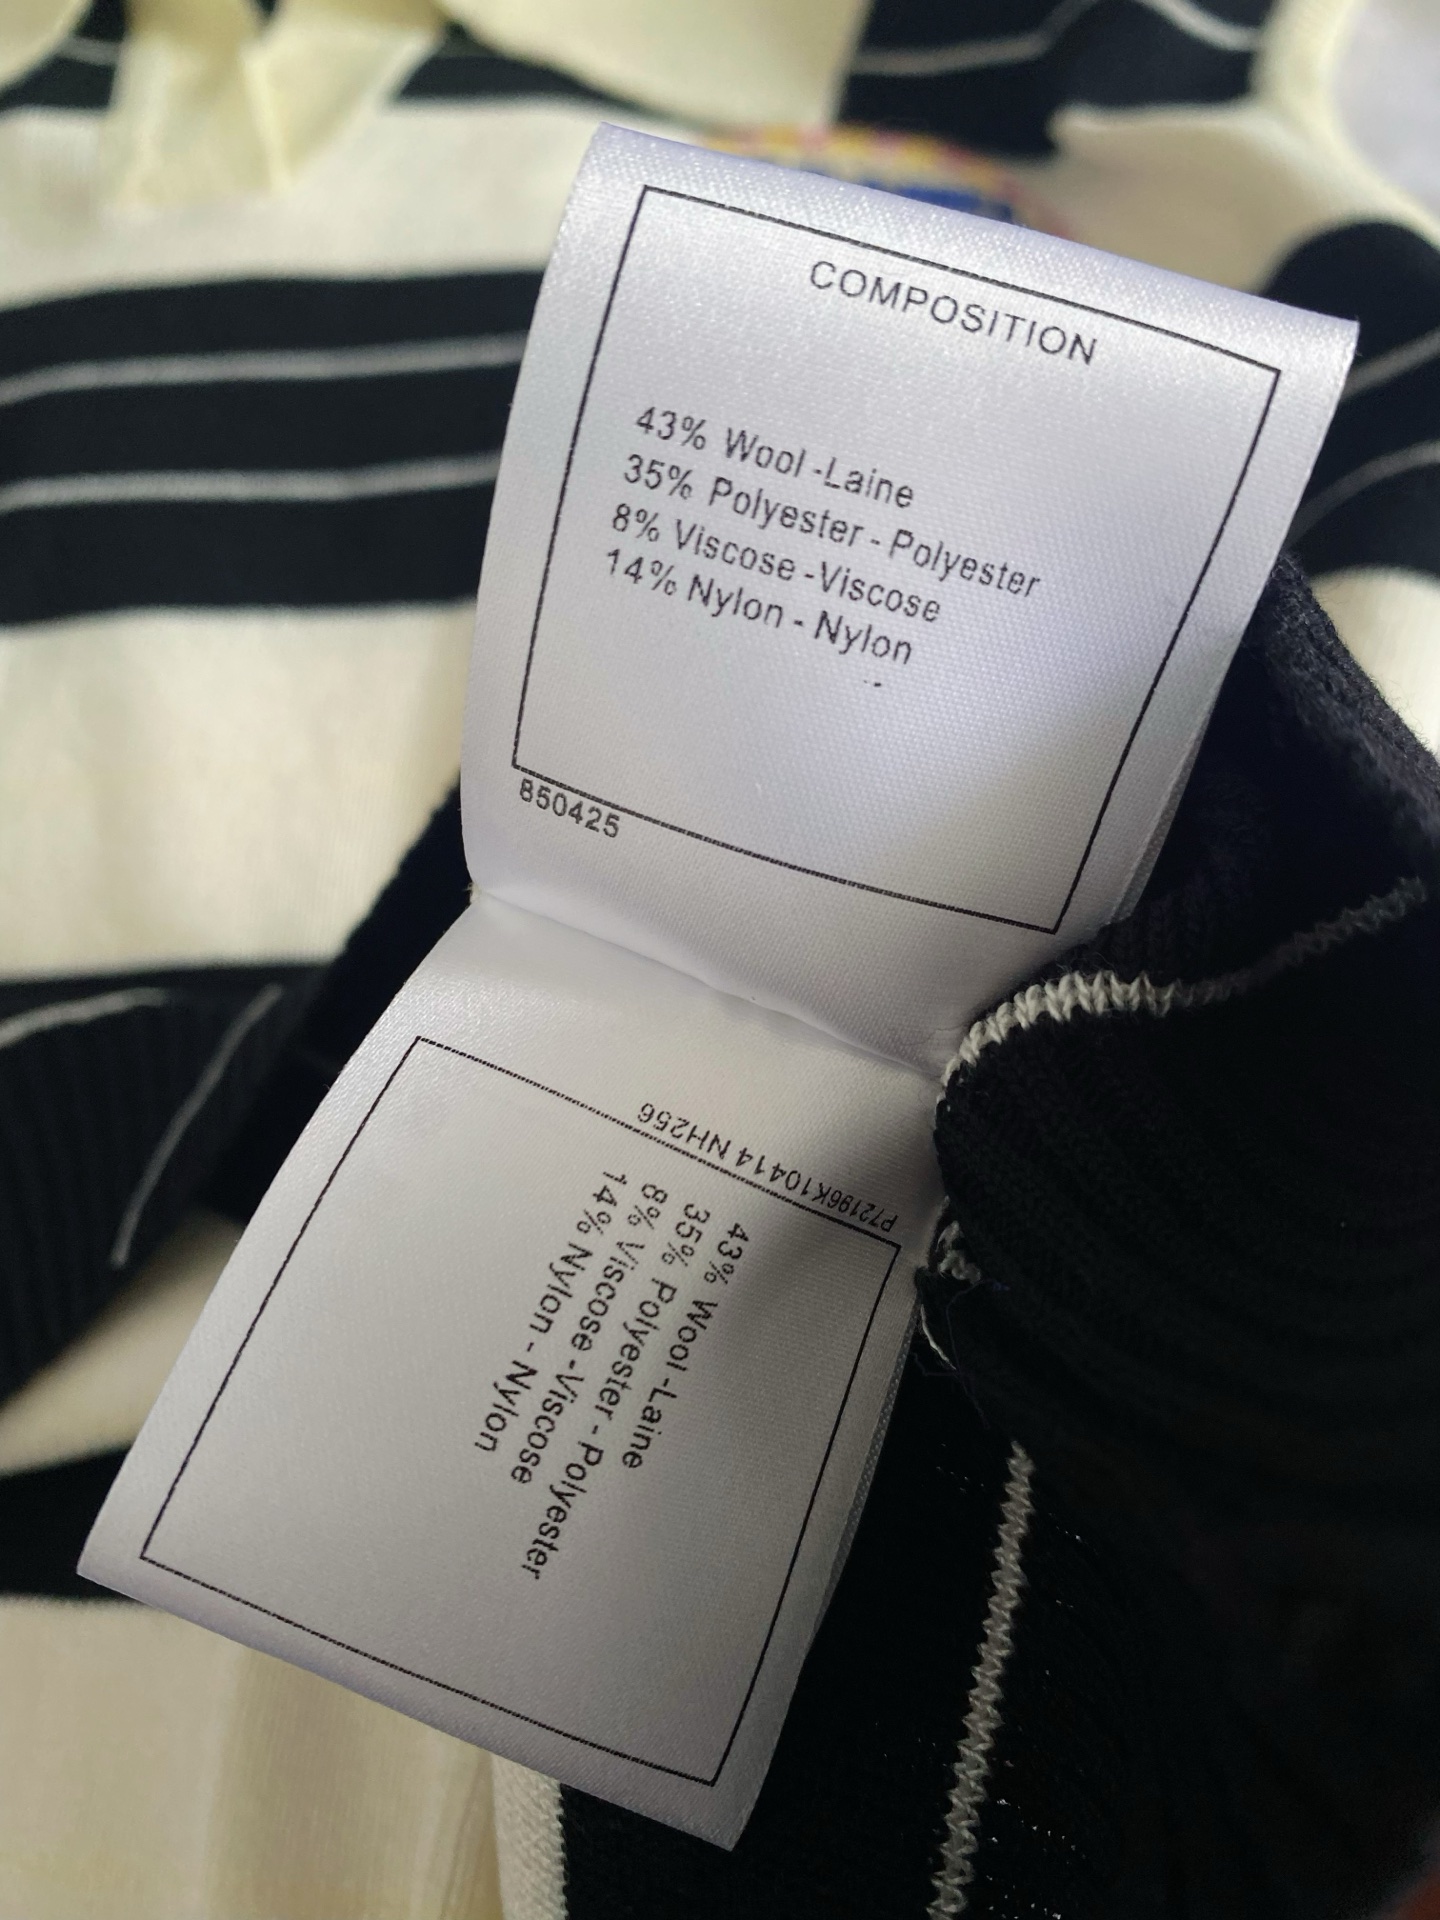 COMPOSITION
43% Wool -Laine
35% Polyester - Polyester
8% Viscose -Viscose
14% Nylon - Nylon
850425
P72196K10414 NH256
43% Wool -Laine
35% Polyester - Polyester
8% Viscose -Viscose
14% Nylon - Nylon